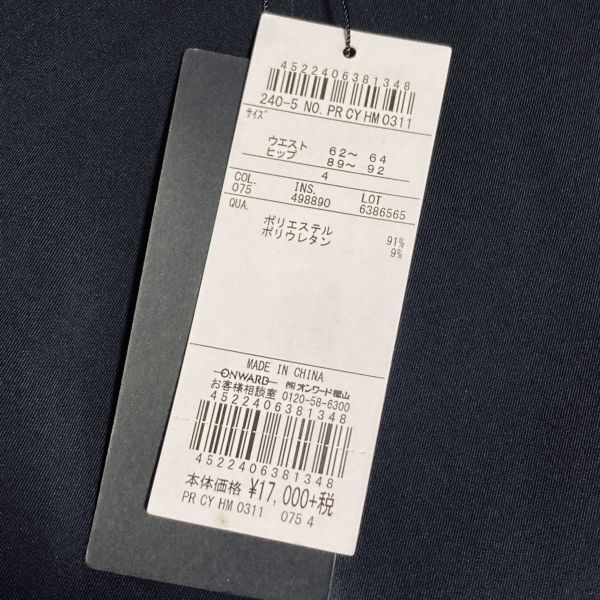 4522406381348
240-5 NO. PR CY HM 0311
サイズ
ウエスト 62〜 64
ヒップ 89〜 92
4
COL. INS. LOT
075 498890 6386565
QUA.
ポリエステル 91%
ポリウレタン 9%
MADE IN CHINA
ONWARD ㈱オンワード樫山
お客様相談室 0120-58-6300
4522406381348
4522406381348
本体価格 ¥17,000+税
PR CY HM 0311 075 4